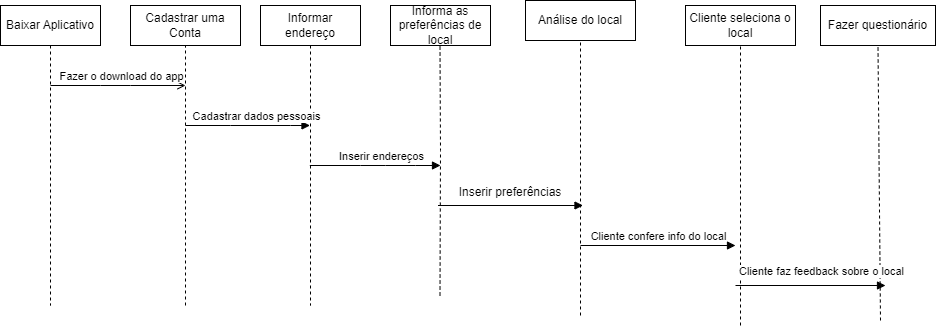 Baixar Aplicativo
Cadastrar uma
Conta
Informar
endereço
Informa as
preferências de
local
Análise do local
Cliente seleciona o
local
Fazer questionário
Fazer o download do app
Cadastrar dados pessoais
Inserir endereços
Inserir preferências
Cliente confere info do local
Cliente faz feedback sobre o local